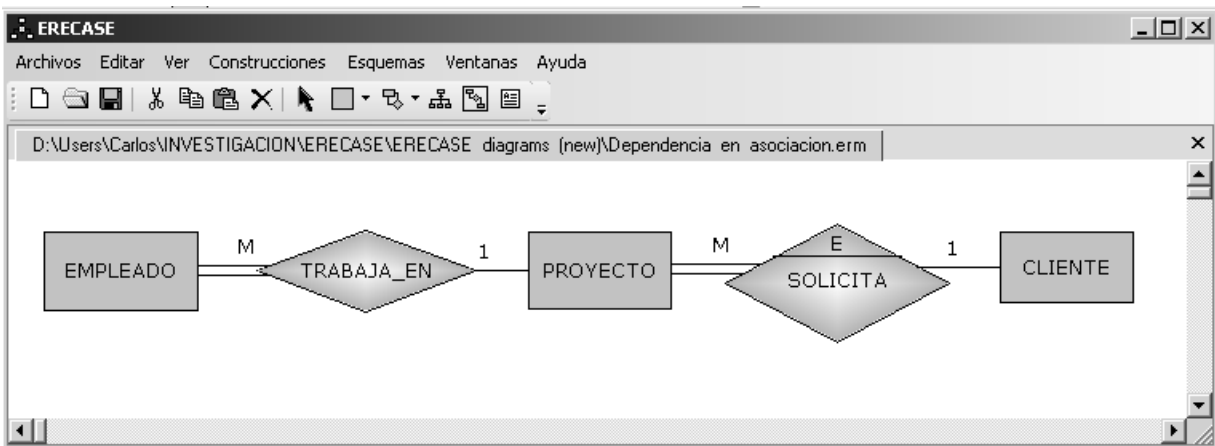 ERECASE
Archivos Editar Ver Construcciones Esquemas Ventanas Ayuda
D:\Users\Carlos\INVESTIGACION\ERECASE\ERECASE diagrams (new)\Dependencia en asociacion.erm
EMPLEADO M TRABAJA_EN 1 PROYECTO M E 1 CLIENTE
SOLICITA